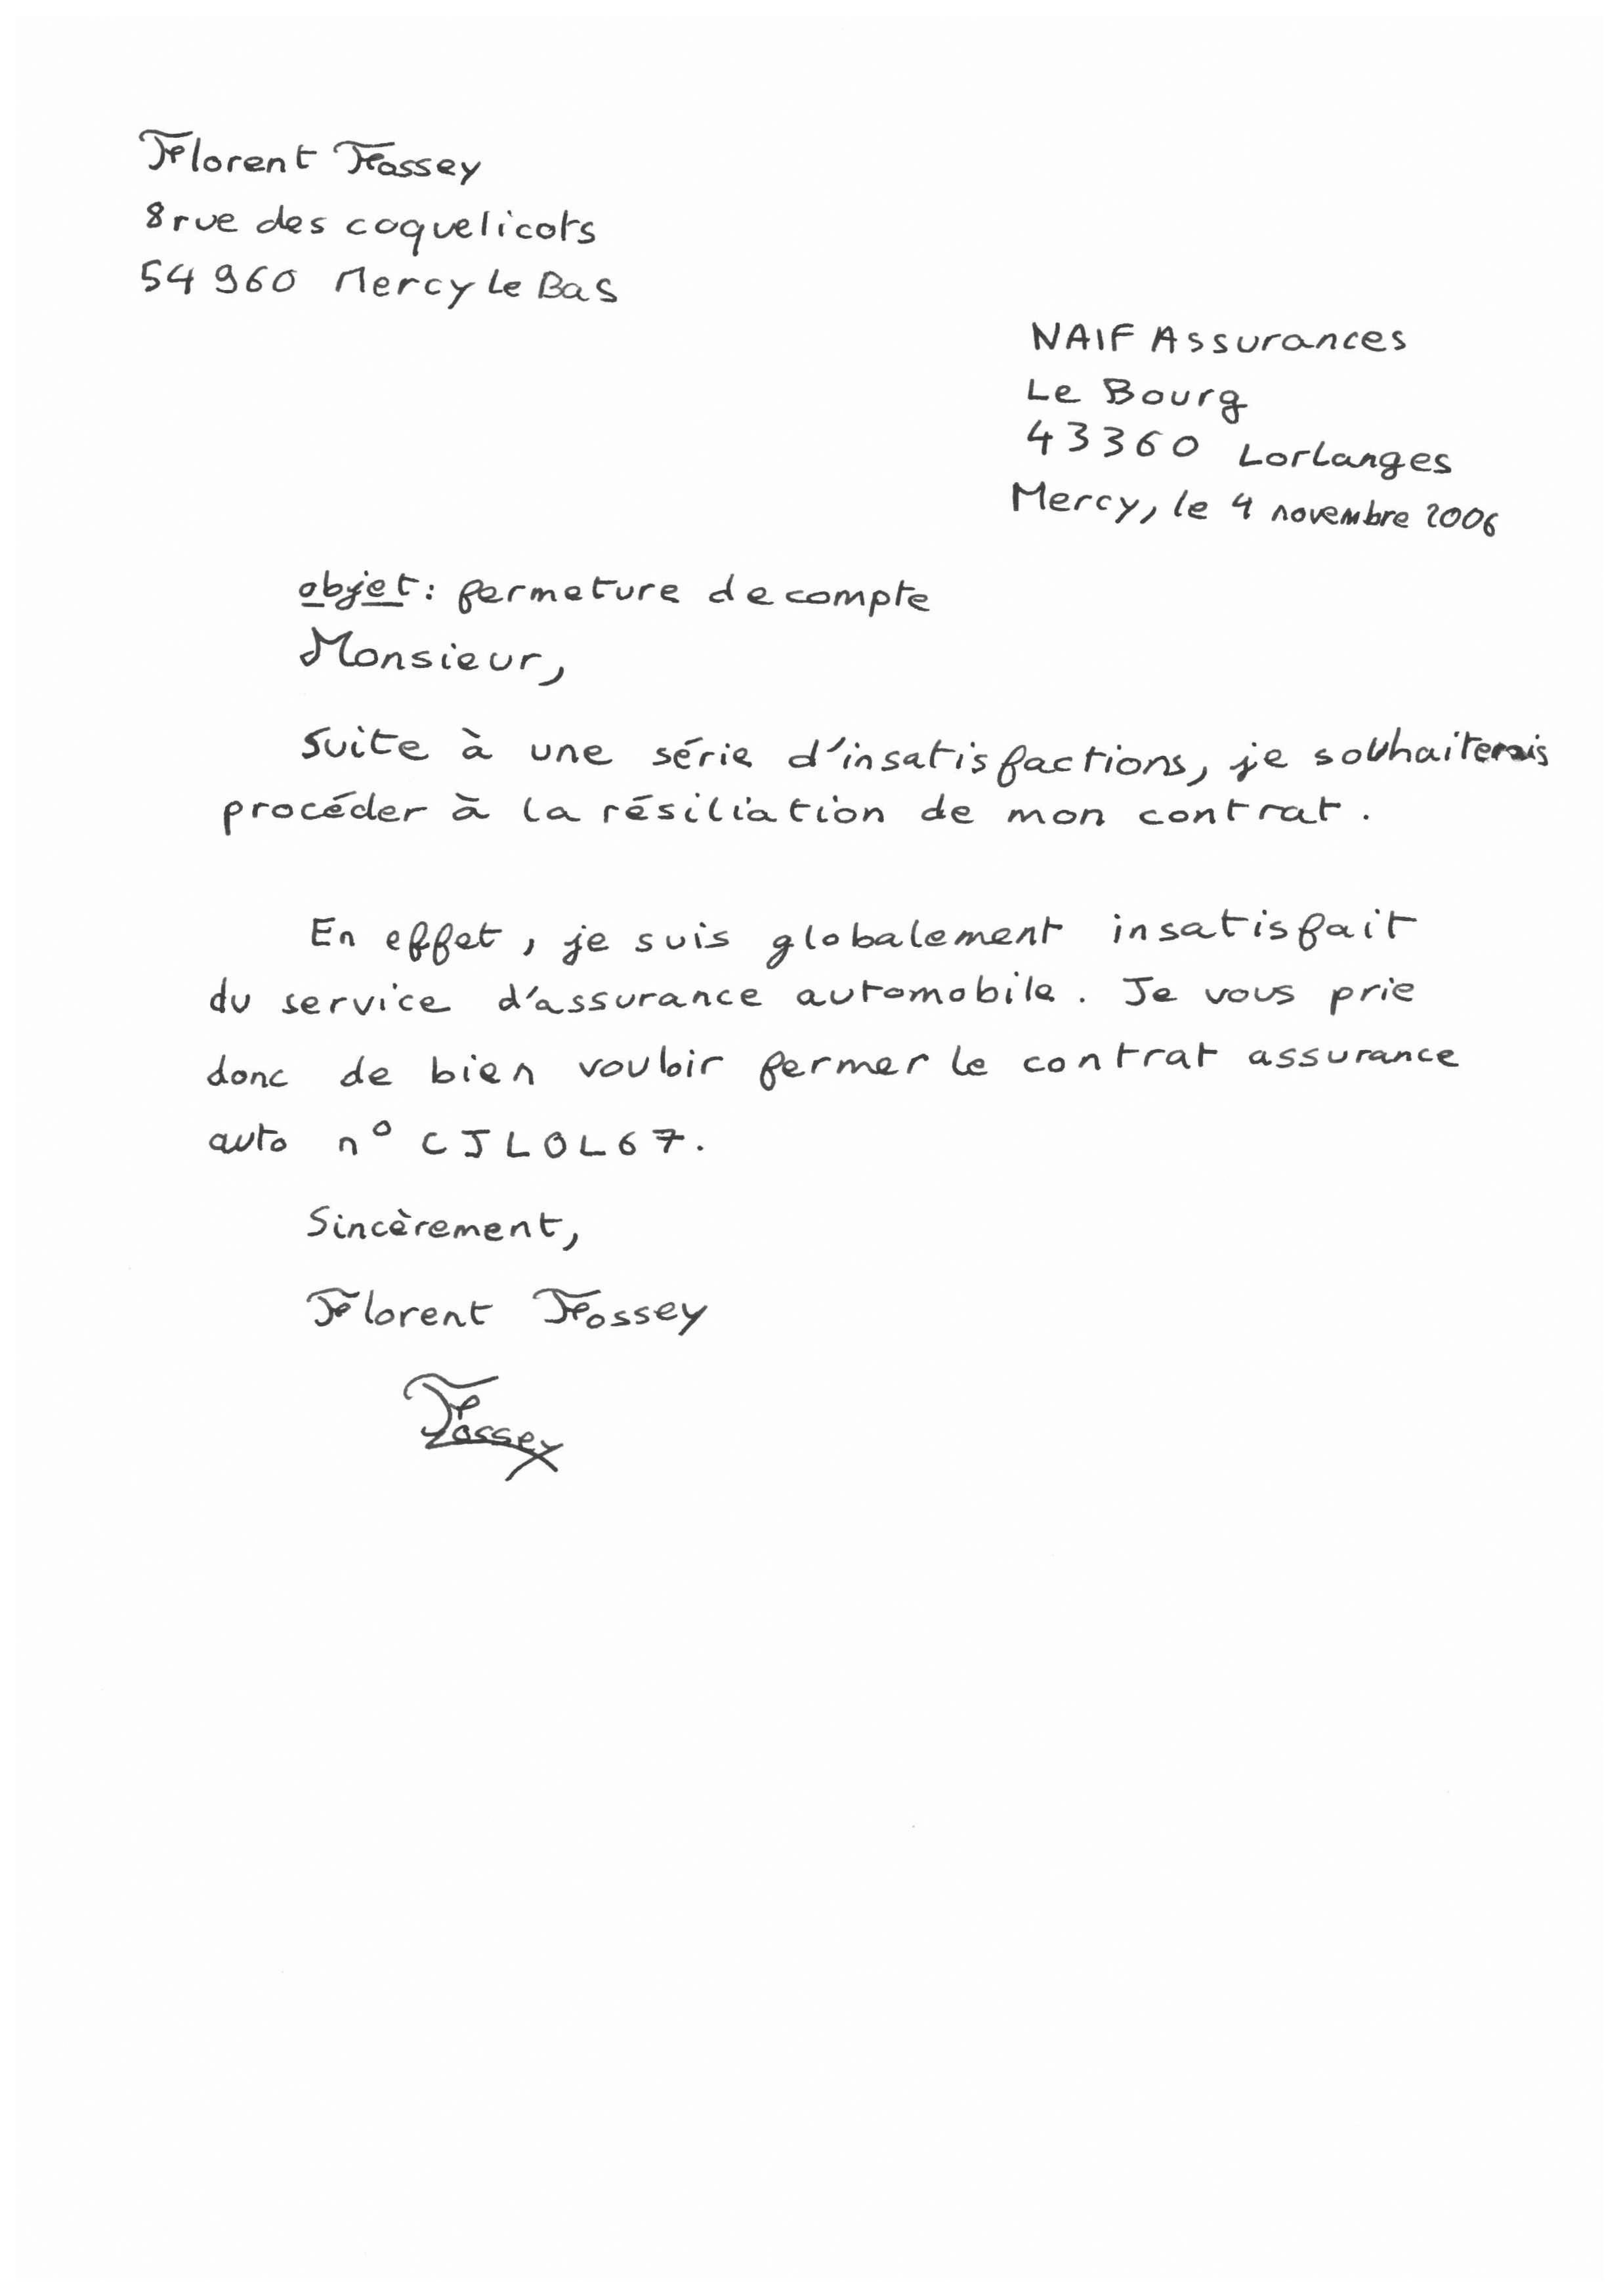 Florent Fossey
8 rue des coquelicots
54 960 Mercy Le Bas
NAIF Assurances
Le Bourg
43360 Lorlanges
Mercy, le 4 novembre 2006
objet : fermeture de compte
Monsieur,
Suite à une série d'insatisfactions, je souhaiterais
procéder à la résiliation de mon contrat.
En effet, je suis globalement insatisfait
du service d'assurance automobile. Je vous prie
donc de bien vouloir fermer le contrat assurance
auto n° CJLOL67.
Sincèrement,
Florent Fossey
Fossey